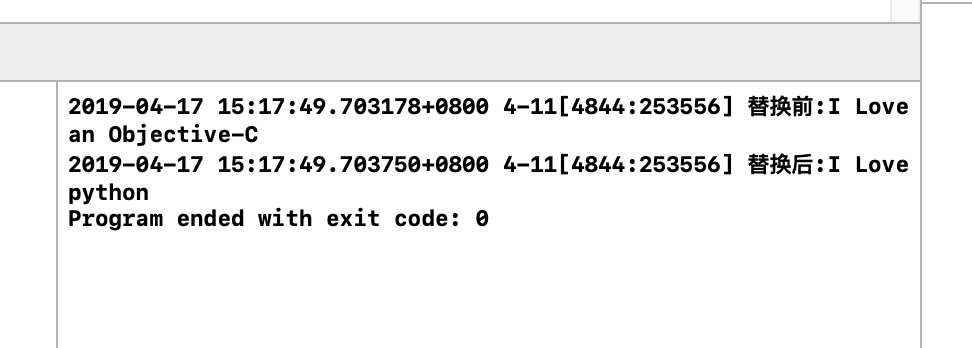 2019-04-17 15:17:49.703178+0800 4-11[4844:253556] 替换前:I Love
an Objective-C
2019-04-17 15:17:49.703750+0800 4-11[4844:253556] 替换后:I Love
python
Program ended with exit code: 0